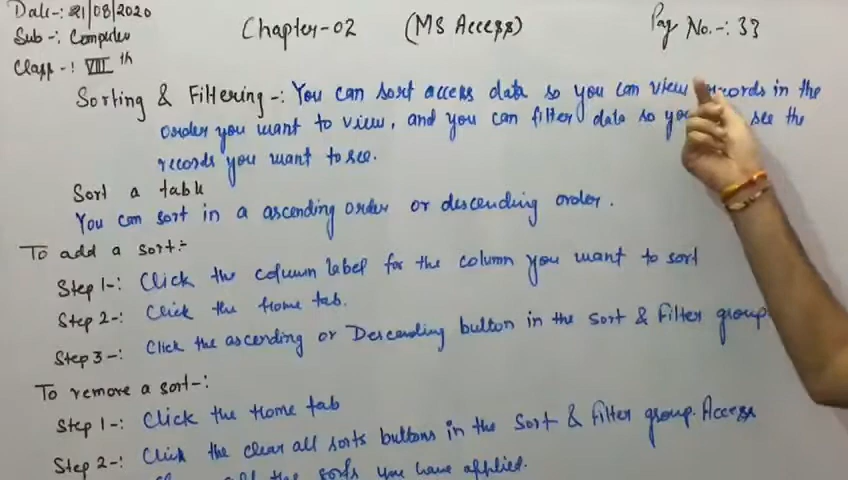 Date-: 21/08/2020
Sub-: Computer
Class-: VIIIth
Chapter-02 (MS Access)
Pag No.-: 33
Sorting & Filtering-: You can sort access data so you can view records in the
order you want to view, and you can filter data so you see the
records you want to see.
Sort a table
You can sort in a ascending order or descending order.
To add a sort:-
Step 1-: Click the column label for the column you want to sort
Step 2-: Click the Home tab.
Step 3-: Click the ascending or Descending button in the Sort & Filter group
To remove a sort-:
Step 1-: Click the Home tab
Step 2-: Click the clear all sorts buttons in the Sort & Filter group. Access
all the sorts you have applied.